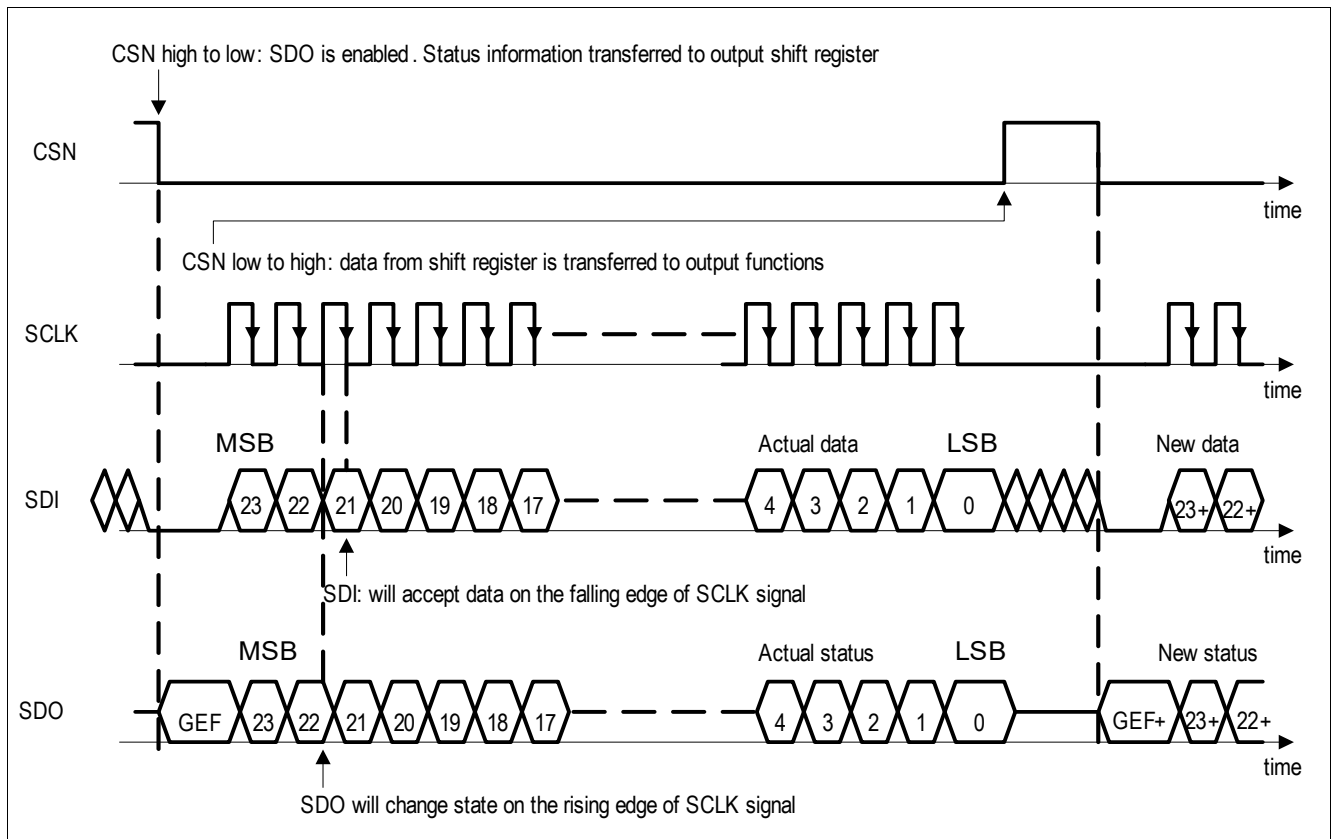 CSN high to low: SDO is enabled. Status information transferred to output shift register
CSN
time
CSN low to high: data from shift register is transferred to output functions
SCLK
time
MSB
Actual data
LSB
New data
SDI
23
22
21
20
19
18
17
4
3
2
1
0
23+
22+
time
SDI: will accept data on the falling edge of SCLK signal
MSB
Actual status
LSB
New status
SDO
GEF
23
22
21
20
19
18
17
4
3
2
1
0
GEF+
23+
22+
time
SDO will change state on the rising edge of SCLK signal